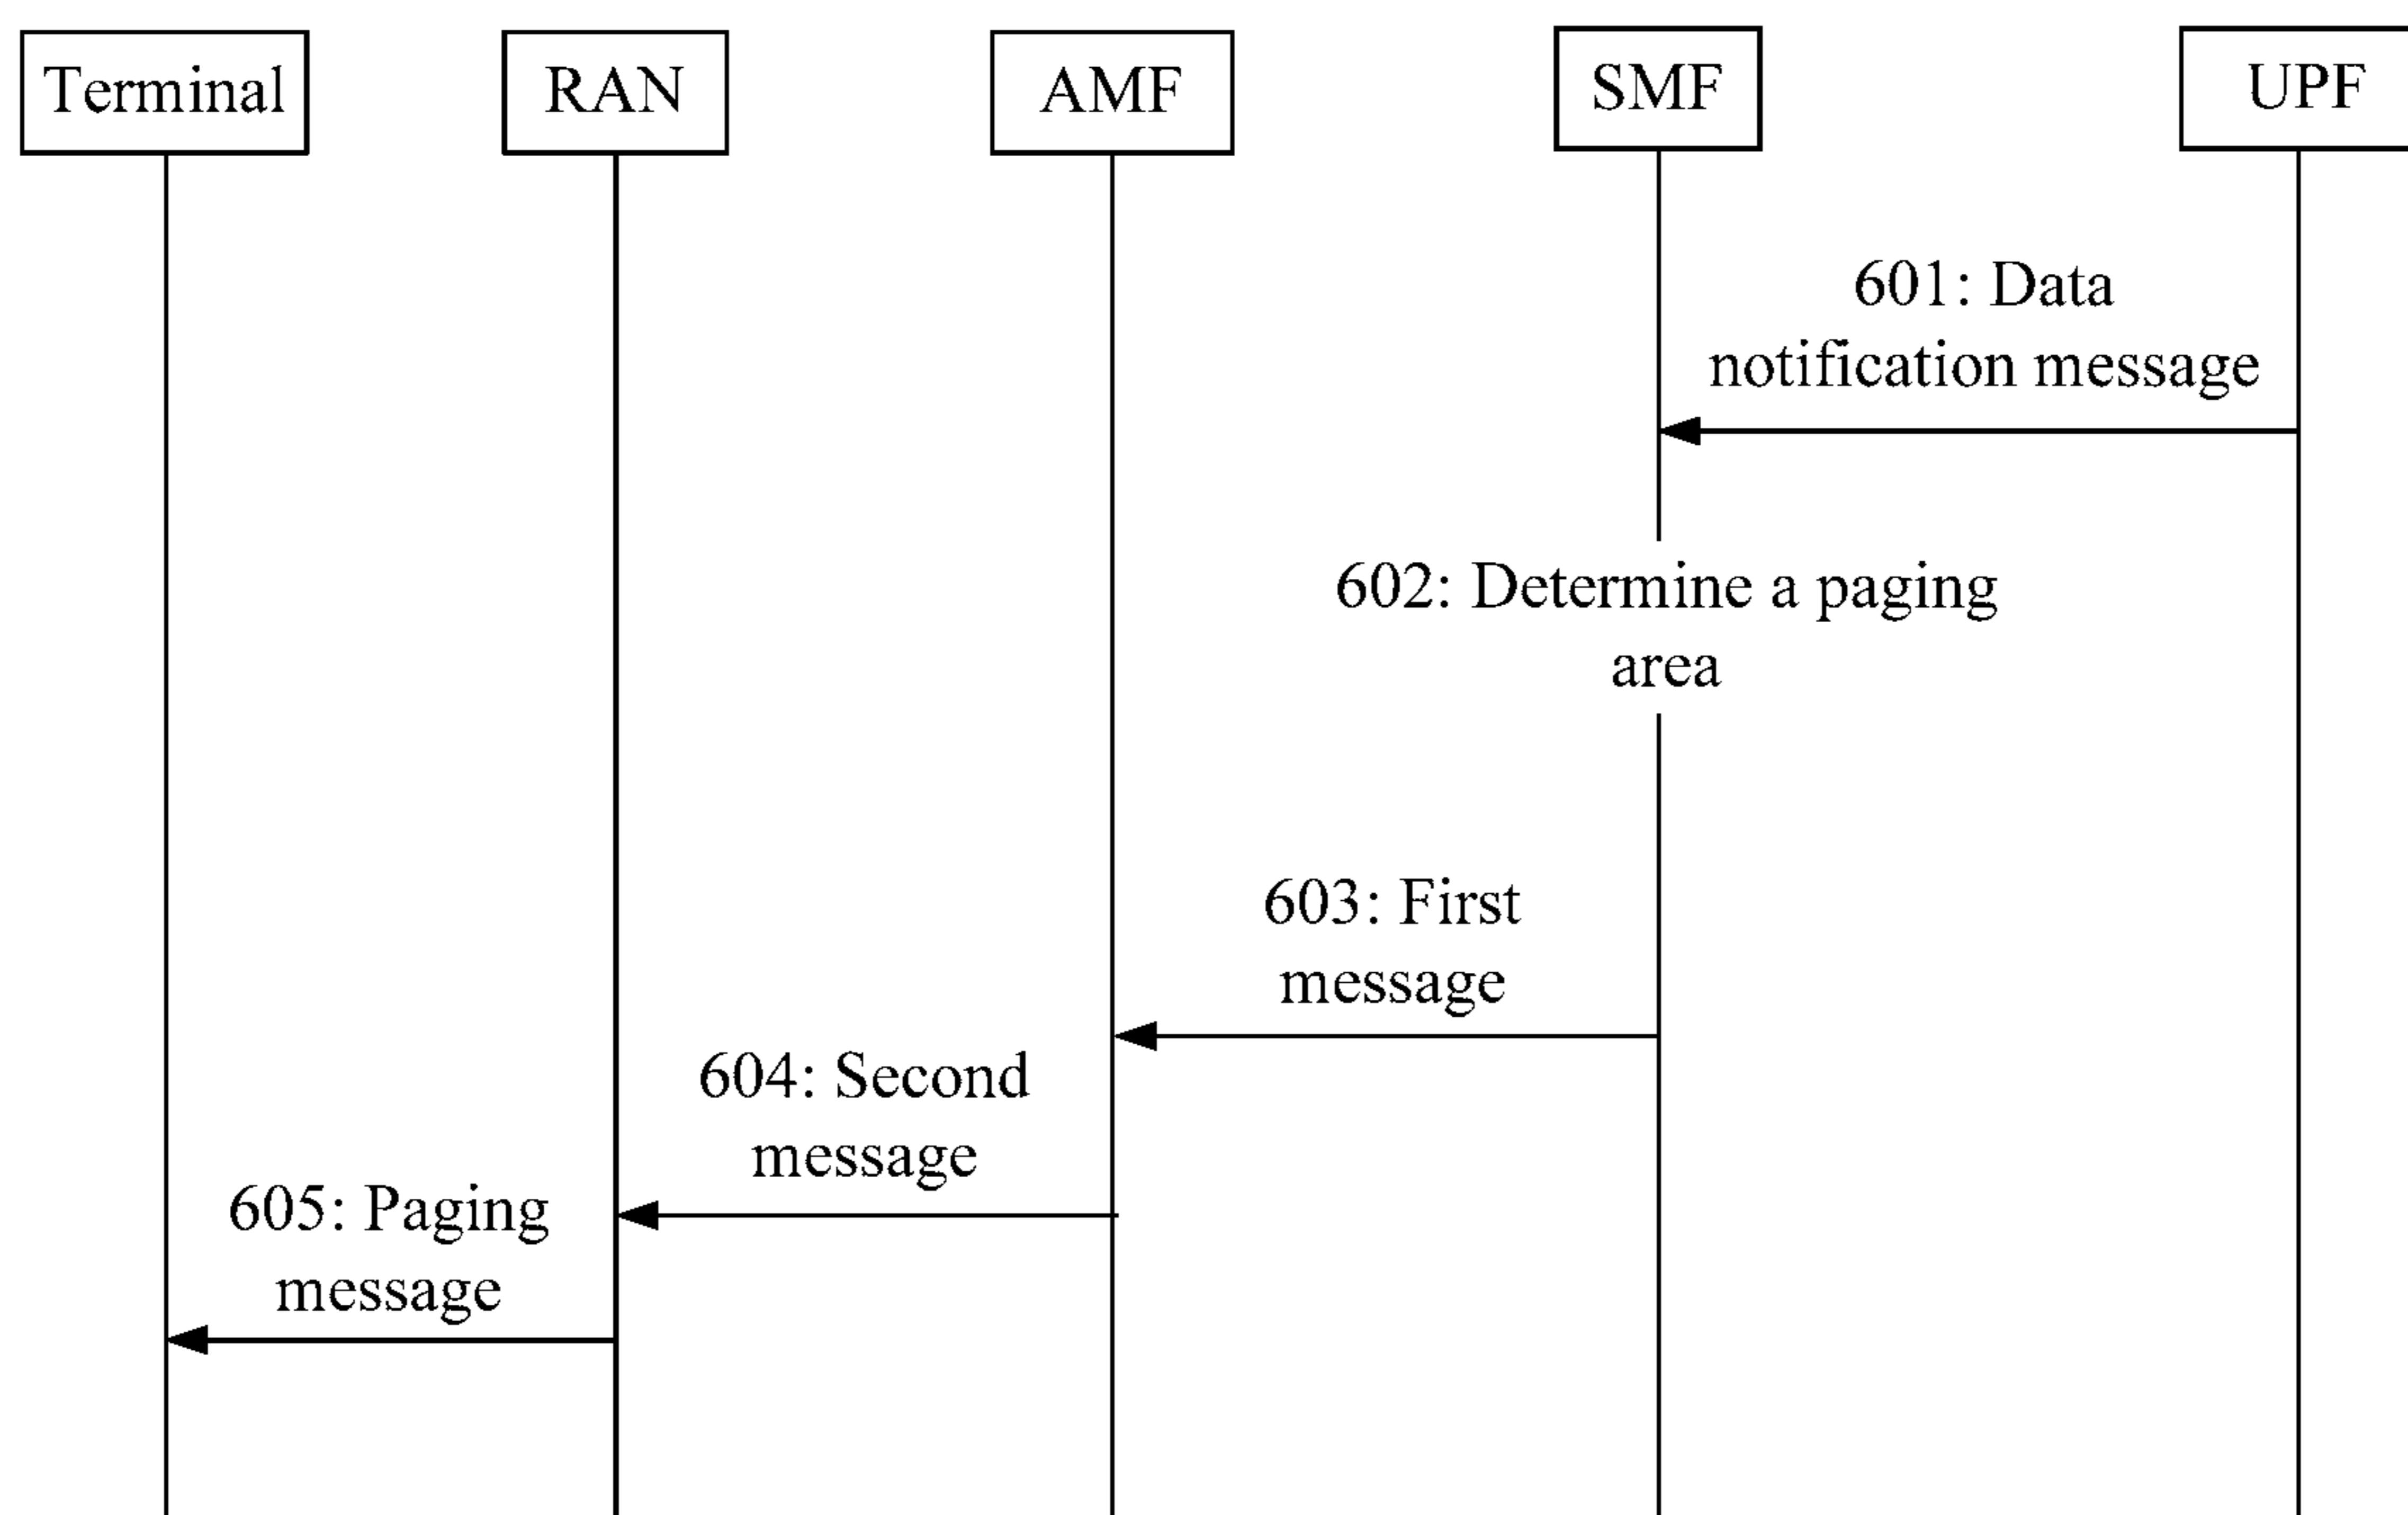 Terminal
RAN
AMF
SMF
UPF
601: Data
notification message
602: Determine a paging
area
603: First
message
604: Second
message
605: Paging
message